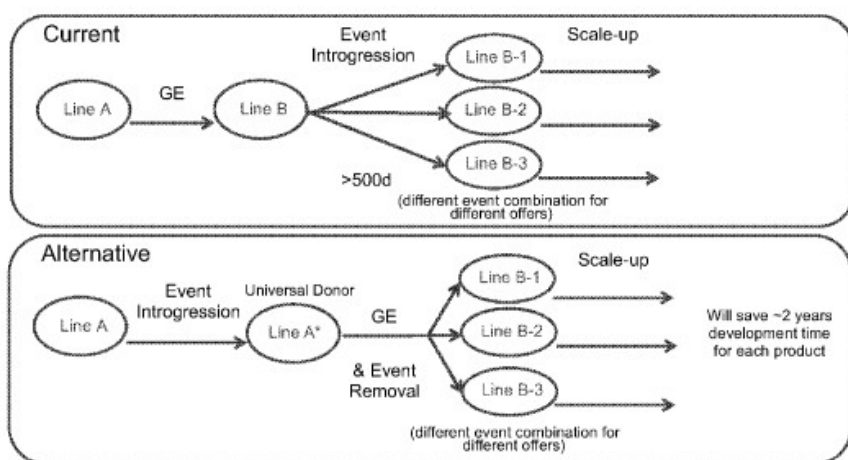 Current
Event
Introgression
Scale-up
Line A
GE
Line B
Line B-1
Line B-2
Line B-3
>500d
(different event combination for
different offers)
Alternative
Event
Introgression
Universal Donor
Scale-up
Line A
Line A*
GE
& Event
Removal
Line B-1
Line B-2
Line B-3
Will save ~2 years
development time
for each product
(different event combination for
different offers)